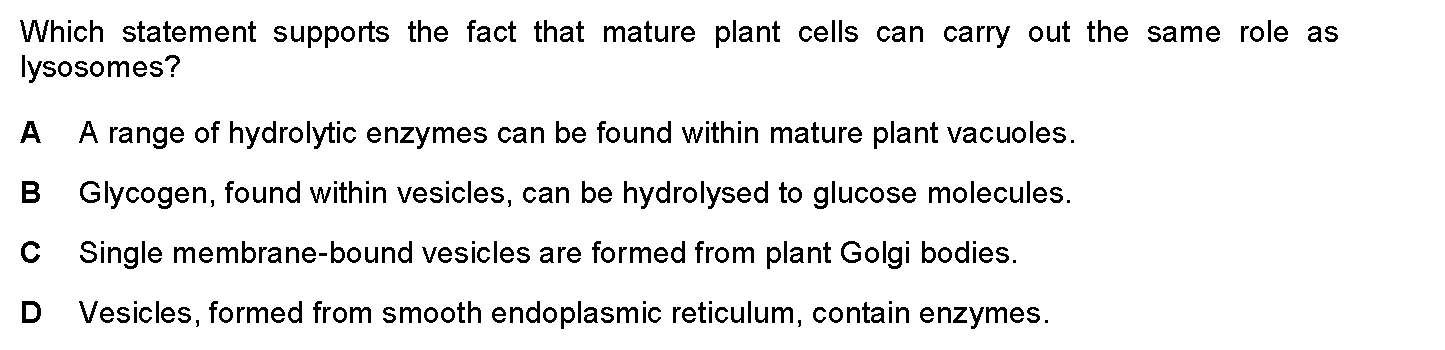 Which statement supports the fact that mature plant cells can carry out the same role as
lysosomes?
A A range of hydrolytic enzymes can be found within mature plant vacuoles.
B Glycogen, found within vesicles, can be hydrolysed to glucose molecules.
C Single membrane-bound vesicles are formed from plant Golgi bodies.
D Vesicles, formed from smooth endoplasmic reticulum, contain enzymes.